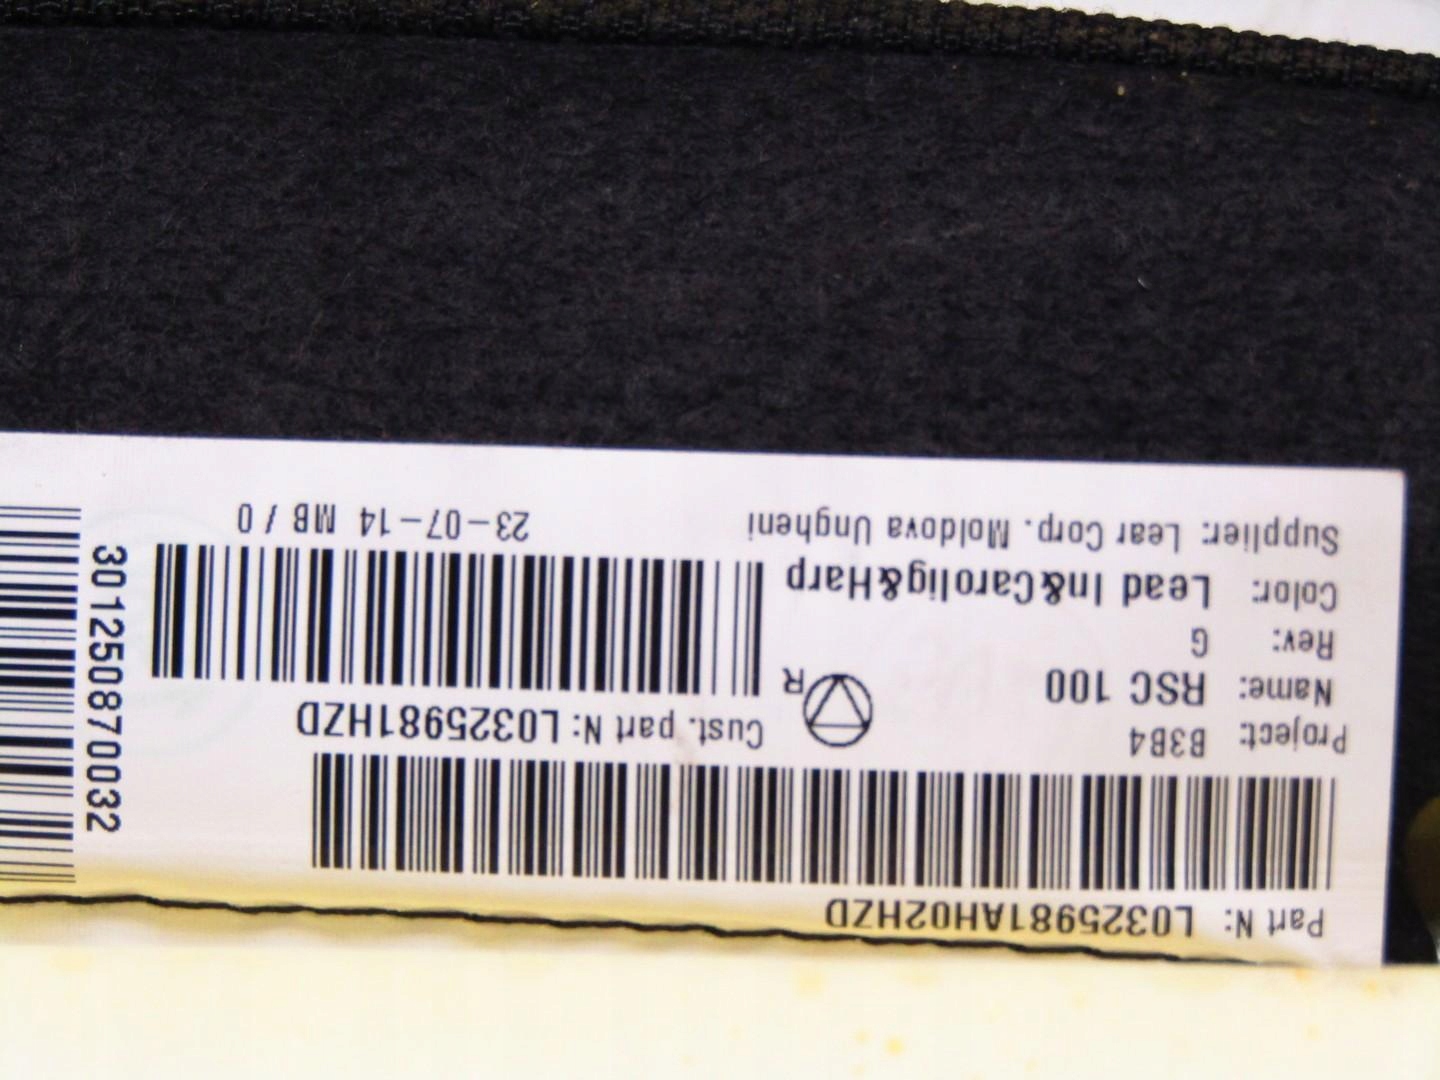 Part N: L0325981AH02HZD
Project: B3B4
Name: RSC 100
Rev: G
Color: Lead In&Carolig&Harp
Supplier: Lear Corp. Moldova Ungheni
R
Cust. part N: L0325981HZD
23-07-14 MB / 0
301250870032